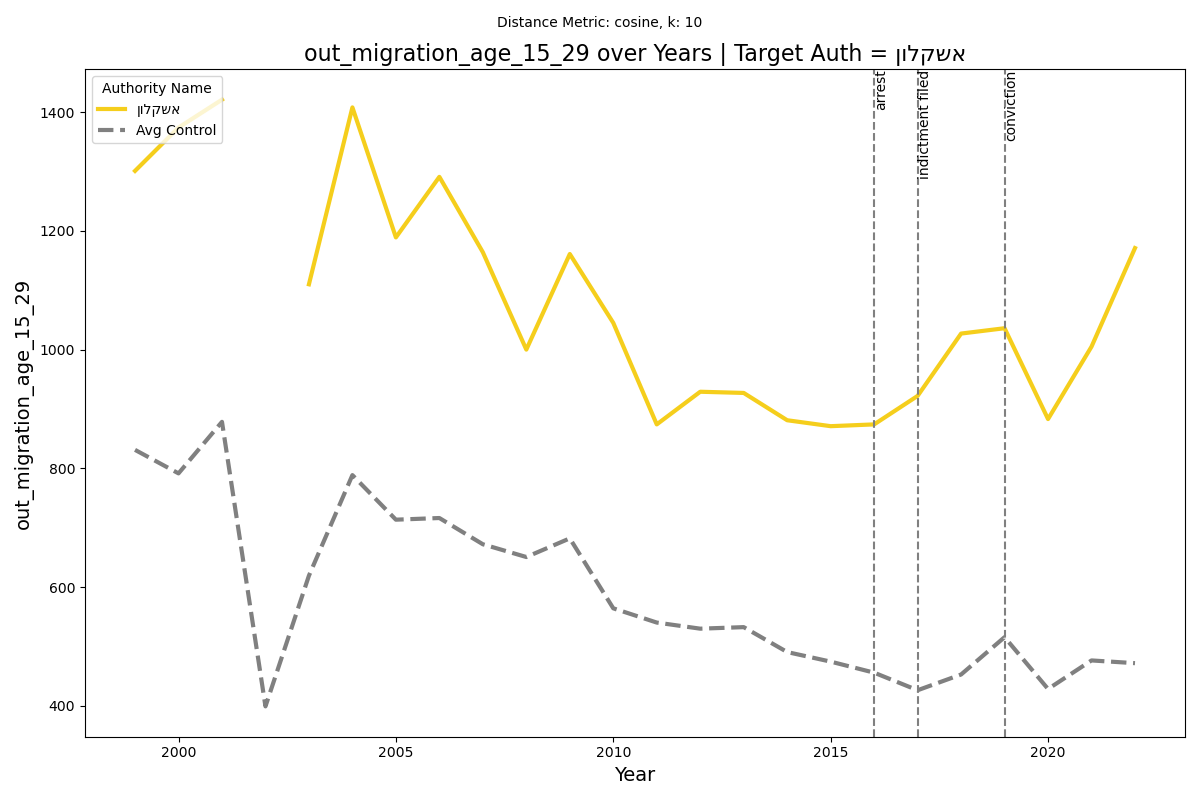 Distance Metric: cosine, k: 10
out_migration_age_15_29 over Years | Target Auth = אשקלון
Authority Name
אשקלון
Avg Control
arrest
indictment filed
conviction
out_migration_age_15_29
1400
1200
1000
800
600
400
2000 2005 2010 2015 2020
Year